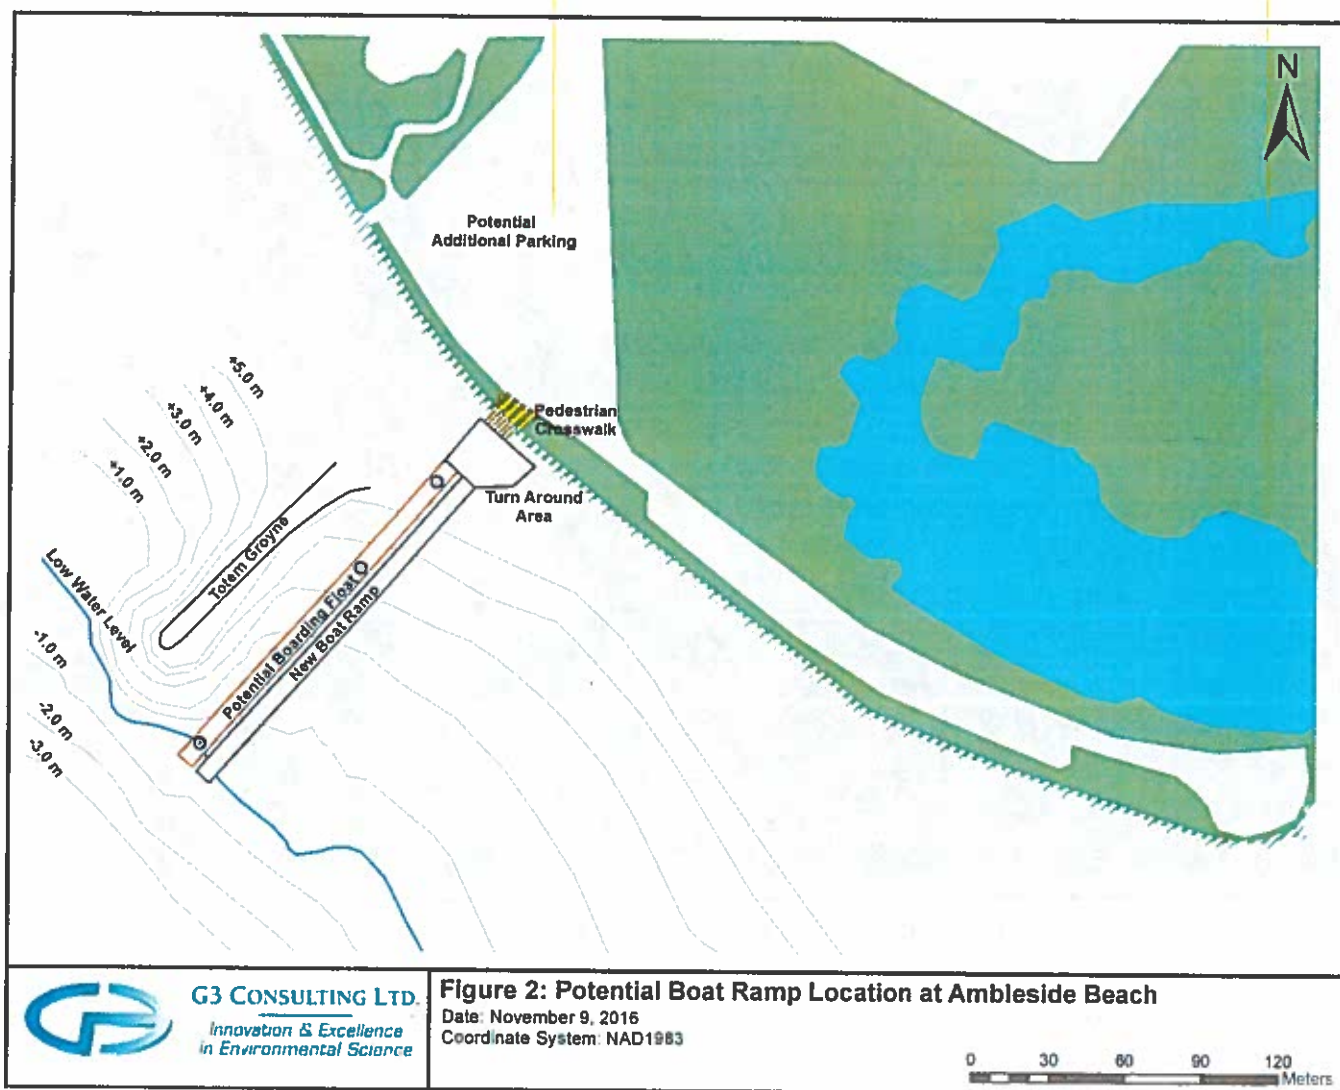 N
Potential
Additional Parking
+5.0 m
+4.0 m
+3.0 m
+2.0 m
+1.0 m
Pedestrian
Crosswalk
Turn Around
Area
Totem Groyne
Low Water Level
Potential Boarding Float
New Boat Ramp
-1.0 m
-2.0 m
-3.0 m
G3 CONSULTING LTD.
Innovation & Excellence
in Environmental Science
Figure 2: Potential Boat Ramp Location at Ambleside Beach
Date: November 9, 2016
Coordinate System: NAD1983
0 30 60 90 120
Meters